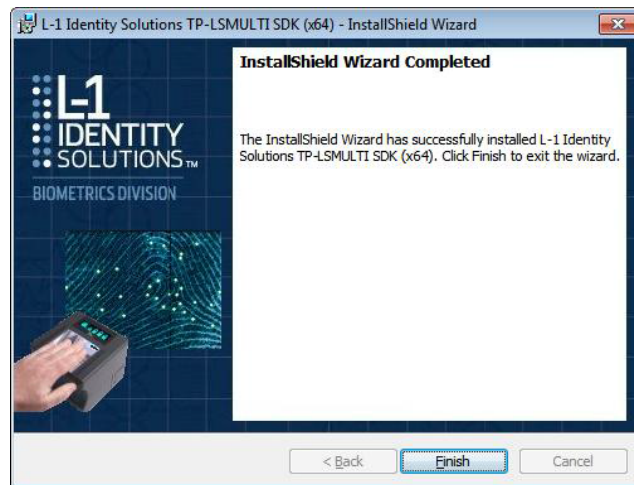 L-1 Identity Solutions TP-LSMULTI SDK (x64) - InstallShield Wizard
L-1
IDENTITY
SOLUTIONS™
BIOMETRICS DIVISION
InstallShield Wizard Completed
The InstallShield Wizard has successfully installed L-1 Identity
Solutions TP-LSMULTI SDK (x64). Click Finish to exit the wizard.
< Back
Finish
Cancel